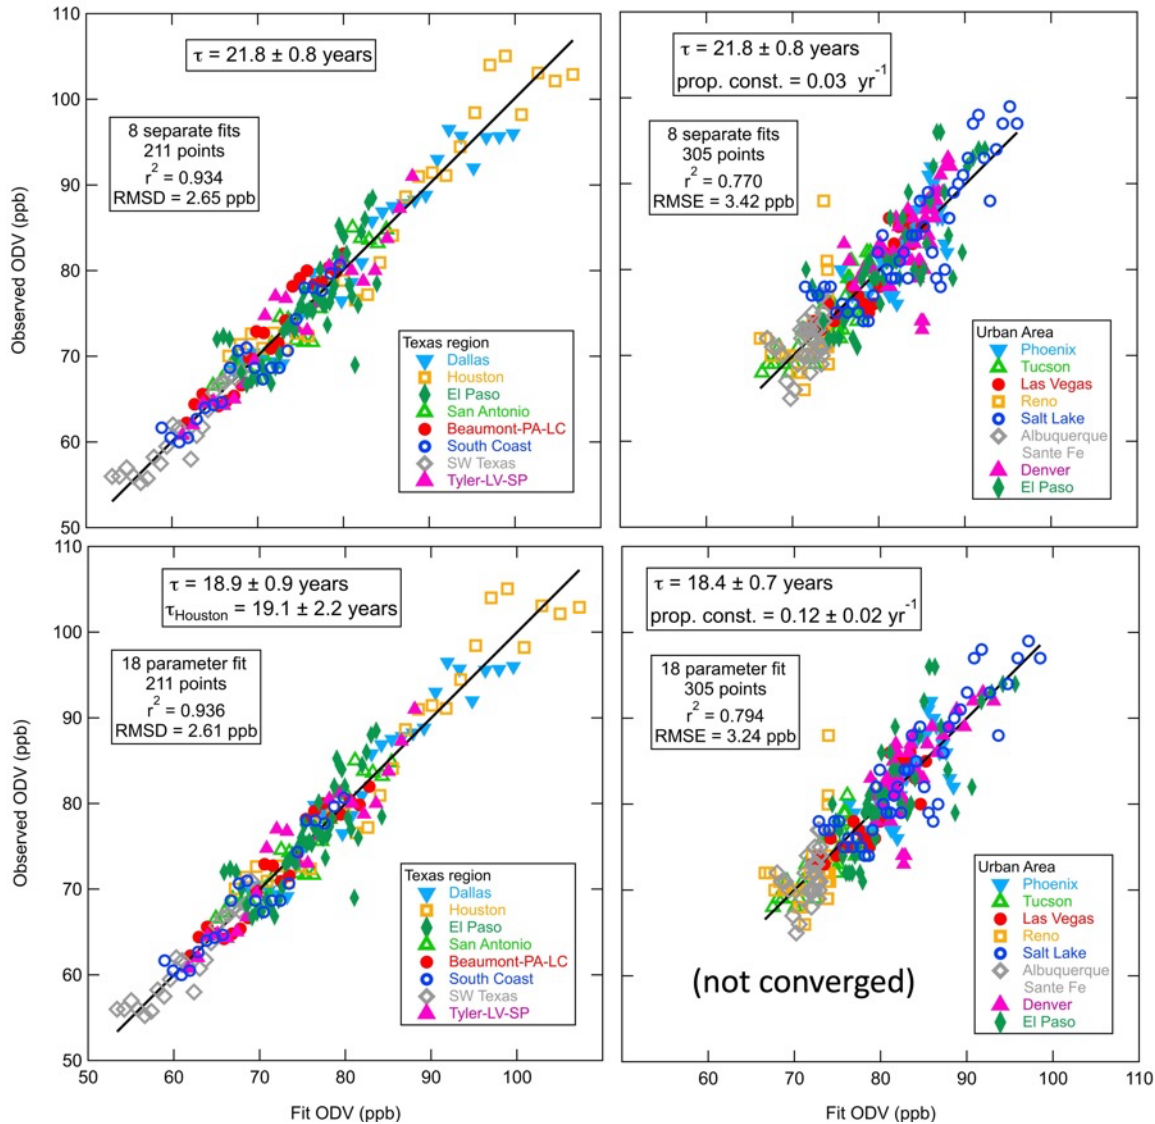 110
100
90
80
70
60
50
Observed ODV (ppb)
τ = 21.8 ± 0.8 years
8 separate fits
211 points
r² = 0.934
RMSD = 2.65 ppb
Texas region
Dallas
Houston
El Paso
San Antonio
Beaumont-PA-LC
South Coast
SW Texas
Tyler-LV-SP
τ = 21.8 ± 0.8 years
prop. const. = 0.03 yr⁻¹
8 separate fits
305 points
r² = 0.770
RMSE = 3.42 ppb
Urban Area
Phoenix
Tucson
Las Vegas
Reno
Salt Lake
Albuquerque
Sante Fe
Denver
El Paso
110
100
90
80
70
60
50
Observed ODV (ppb)
τ = 18.9 ± 0.9 years
τHouston = 19.1 ± 2.2 years
18 parameter fit
211 points
r² = 0.936
RMSD = 2.61 ppb
Texas region
Dallas
Houston
El Paso
San Antonio
Beaumont-PA-LC
South Coast
SW Texas
Tyler-LV-SP
50 60 70 80 90 100
Fit ODV (ppb)
τ = 18.4 ± 0.7 years
prop. const. = 0.12 ± 0.02 yr⁻¹
18 parameter fit
305 points
r² = 0.794
RMSE = 3.24 ppb
(not converged)
Urban Area
Phoenix
Tucson
Las Vegas
Reno
Salt Lake
Albuquerque
Sante Fe
Denver
El Paso
60 70 80 90 100 110
Fit ODV (ppb)